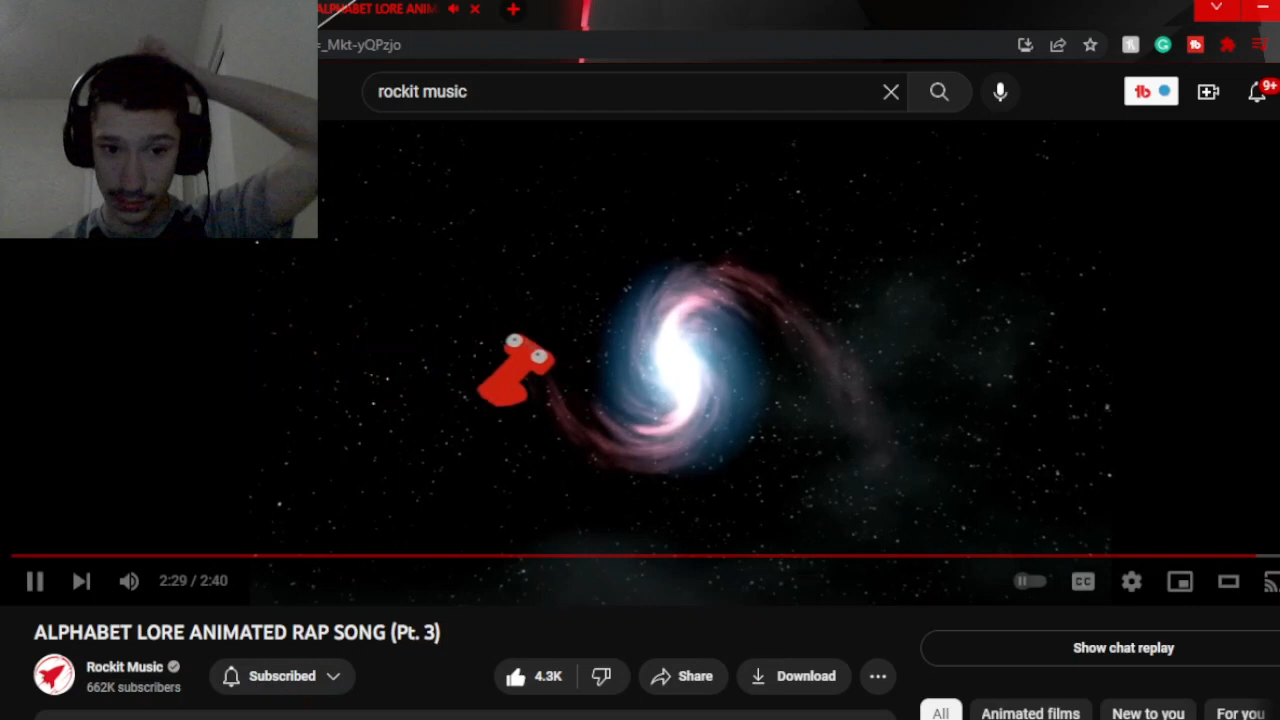 ALPHABET LORE ANIM
=_Mkt-yQPzjo
rockit music
9+
2:29 / 2:40
CC
ALPHABET LORE ANIMATED RAP SONG (Pt. 3)
Rockit Music
662K subscribers
Subscribed
4.3K
Share
Download
Show chat replay
All
Animated films
New to you
For you